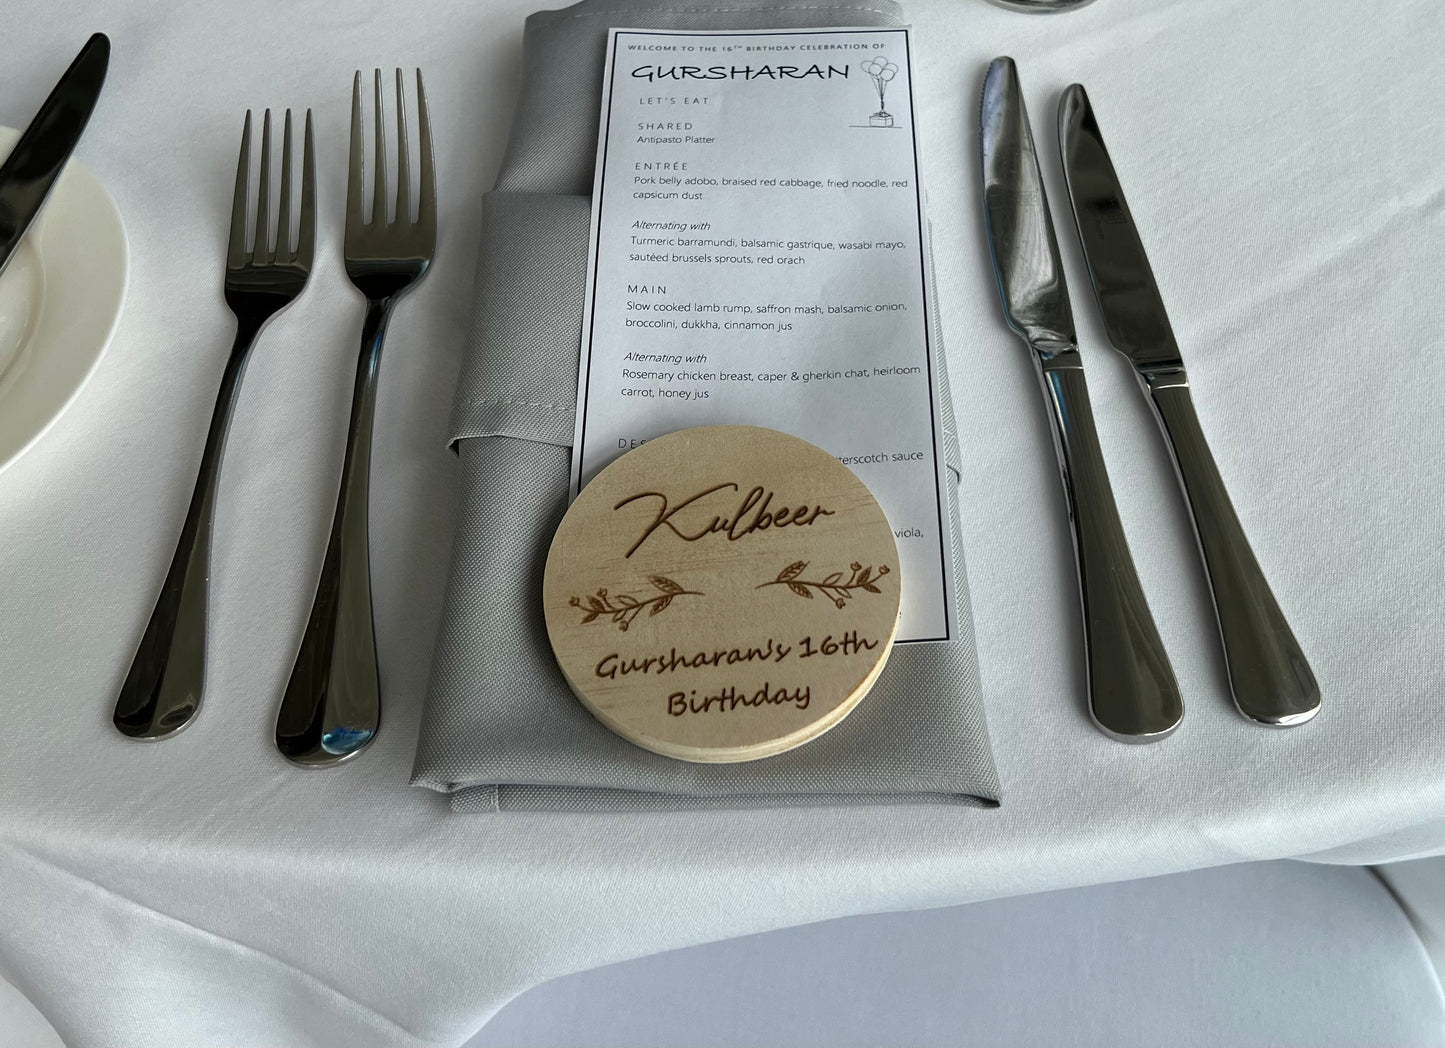 WELCOME TO THE 16TH BIRTHDAY CELEBRATION OF
GURSHARAN
LET'S EAT
SHARED
Antipasto Platter
ENTRÉE
Pork belly adobo, braised red cabbage, fried noodle, red
capsicum dust
Alternating with
Turmeric barramundi, balsamic gastrique, wasabi mayo,
sautéed brussels sprouts, red orach
MAIN
Slow cooked lamb rump, saffron mash, balsamic onion,
broccolini, dukkha, cinnamon jus
Alternating with
Rosemary chicken breast, caper & gherkin chat, heirloom
carrot, honey jus
sauce
viola,
Kulbeer
Gursharan's 16th
Birthday